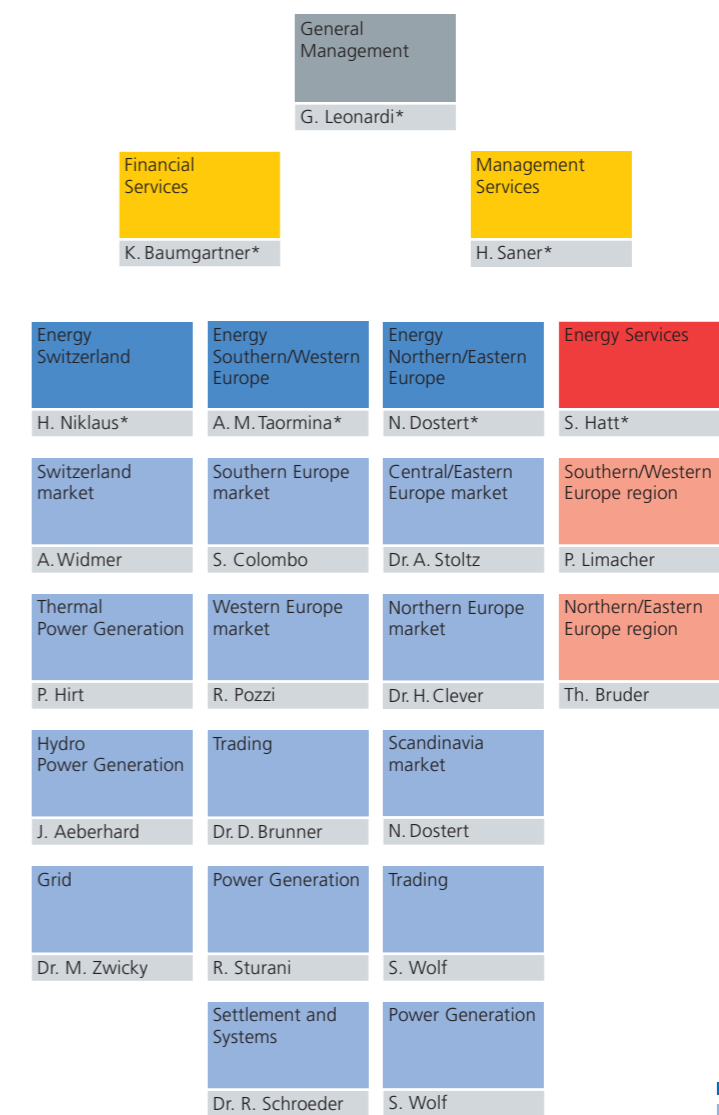 General
Management
G. Leonardi*
Financial
Services
K. Baumgartner*
Management
Services
H. Saner*
Energy
Switzerland
H. Niklaus*
Energy
Southern/Western
Europe
A. M. Taormina*
Energy
Northern/Eastern
Europe
N. Dostert*
Energy Services
S. Hatt*
Switzerland
market
A. Widmer
Southern Europe
market
S. Colombo
Central/Eastern
Europe market
Dr. A. Stoltz
Southern/Western
Europe region
P. Limacher
Thermal
Power Generation
P. Hirt
Western Europe
market
R. Pozzi
Northern Europe
market
Dr. H. Clever
Northern/Eastern
Europe region
Th. Bruder
Hydro
Power Generation
J. Aeberhard
Trading
Dr. D. Brunner
Scandinavia
market
N. Dostert
Grid
Dr. M. Zwicky
Power Generation
R. Sturani
Trading
S. Wolf
Settlement and
Systems
Dr. R. Schroeder
Power Generation
S. Wolf